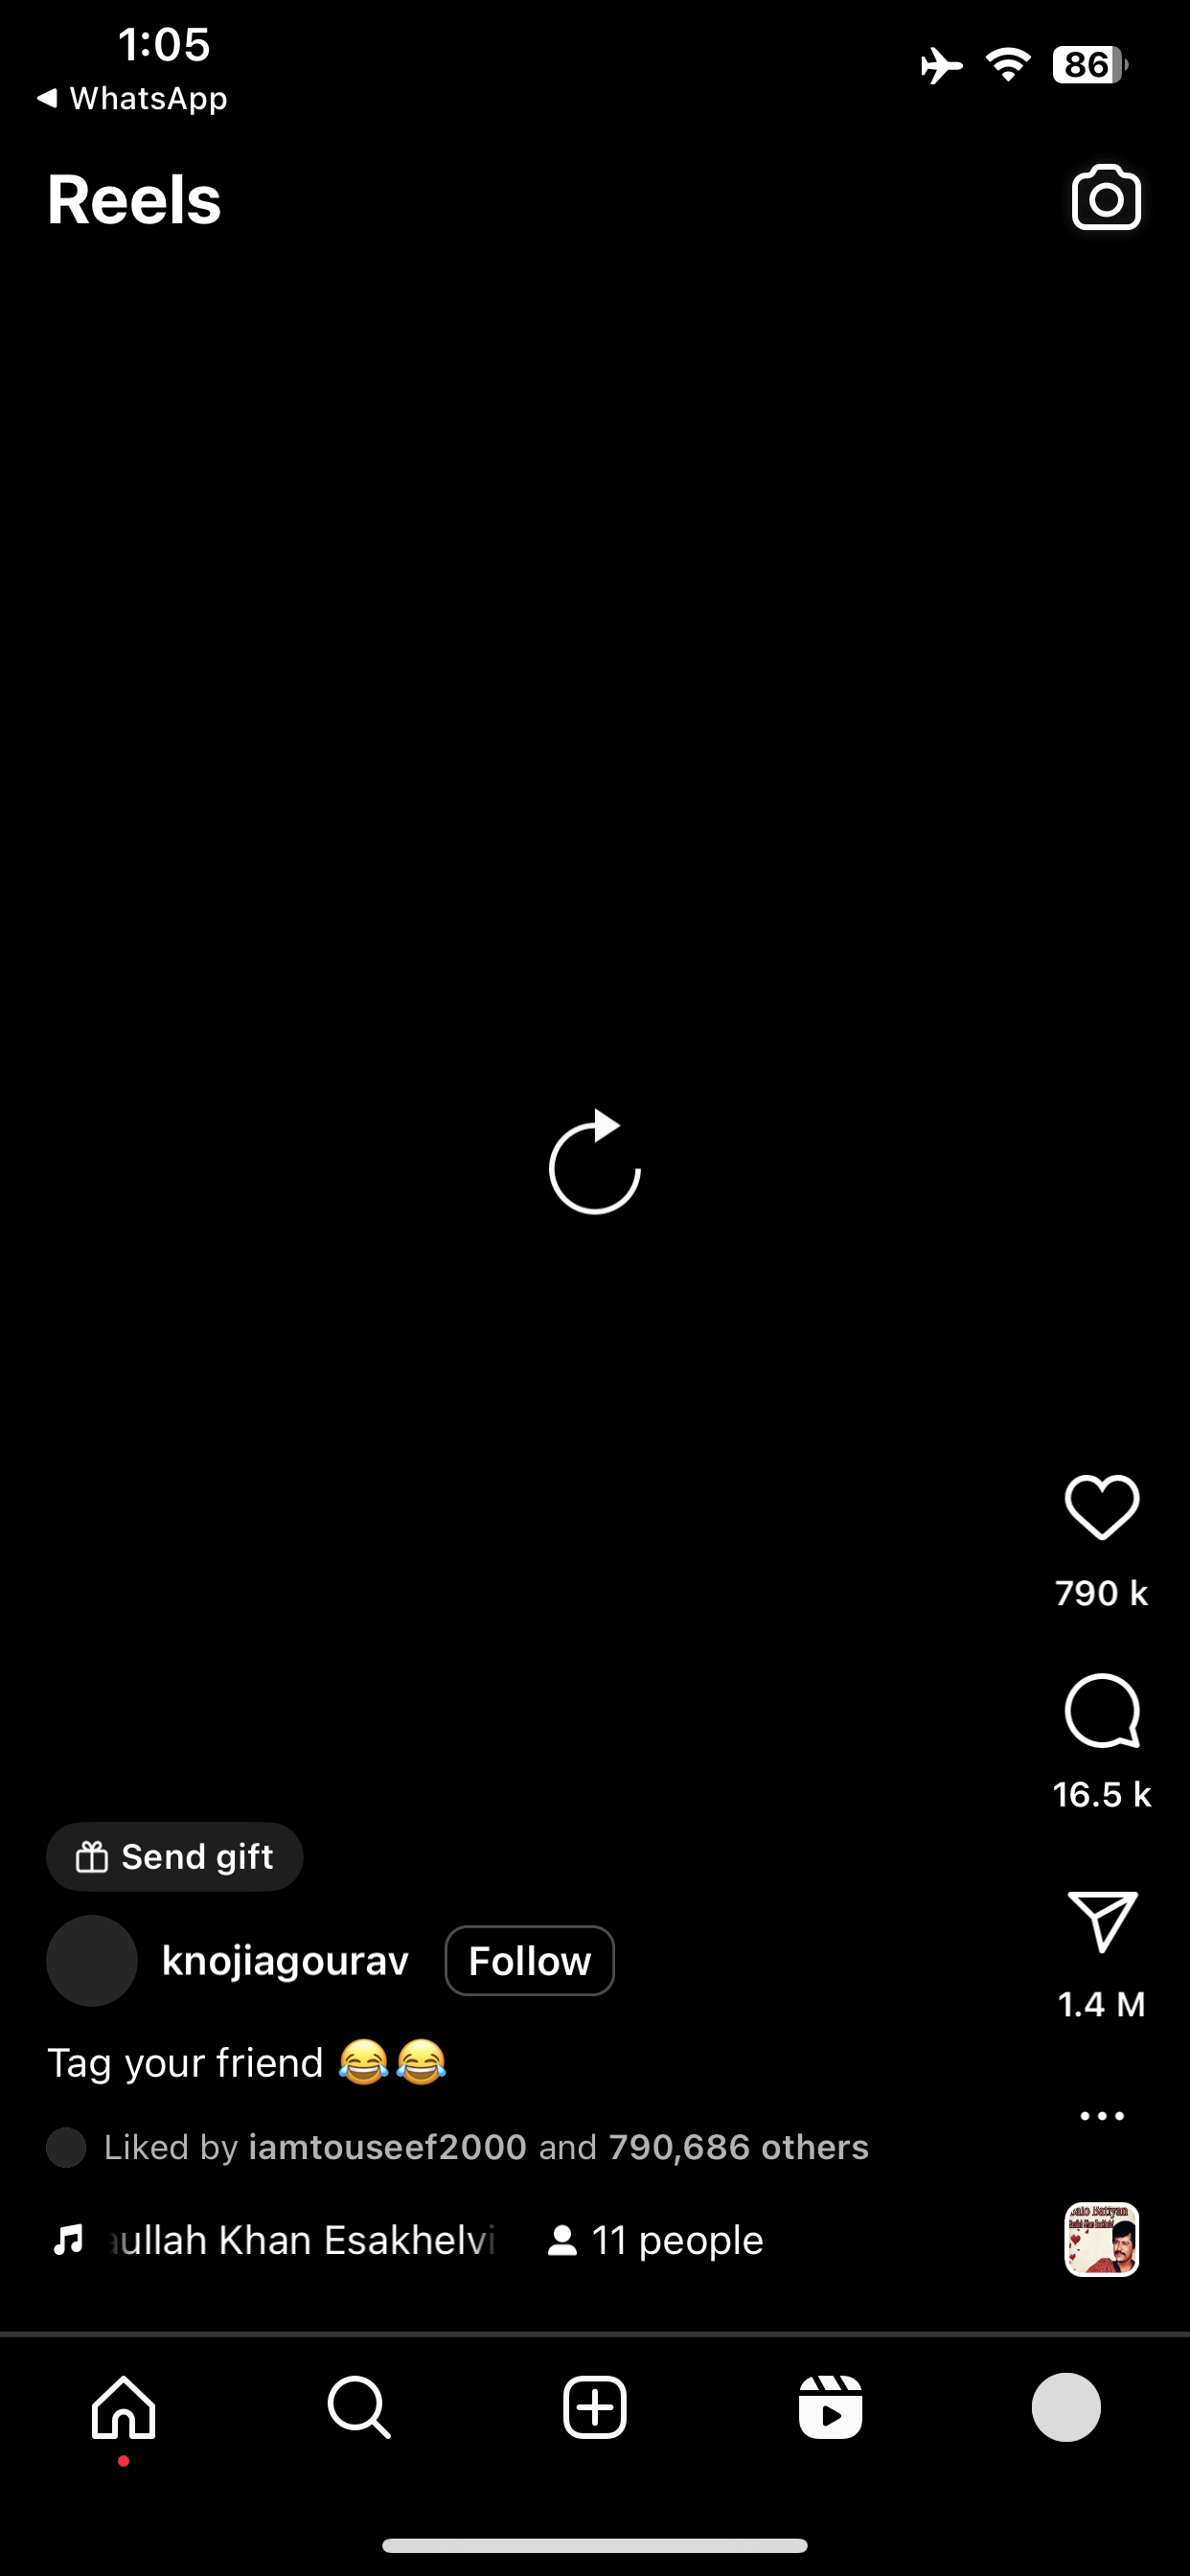 1:05
WhatsApp
86
Reels
790 k
16.5 k
Send gift
knojiagourav
Follow
1.4 M
Tag your friend 😂😂
Liked by iamtouseef2000 and 790,686 others
aullah Khan Esakhelvi
11 people